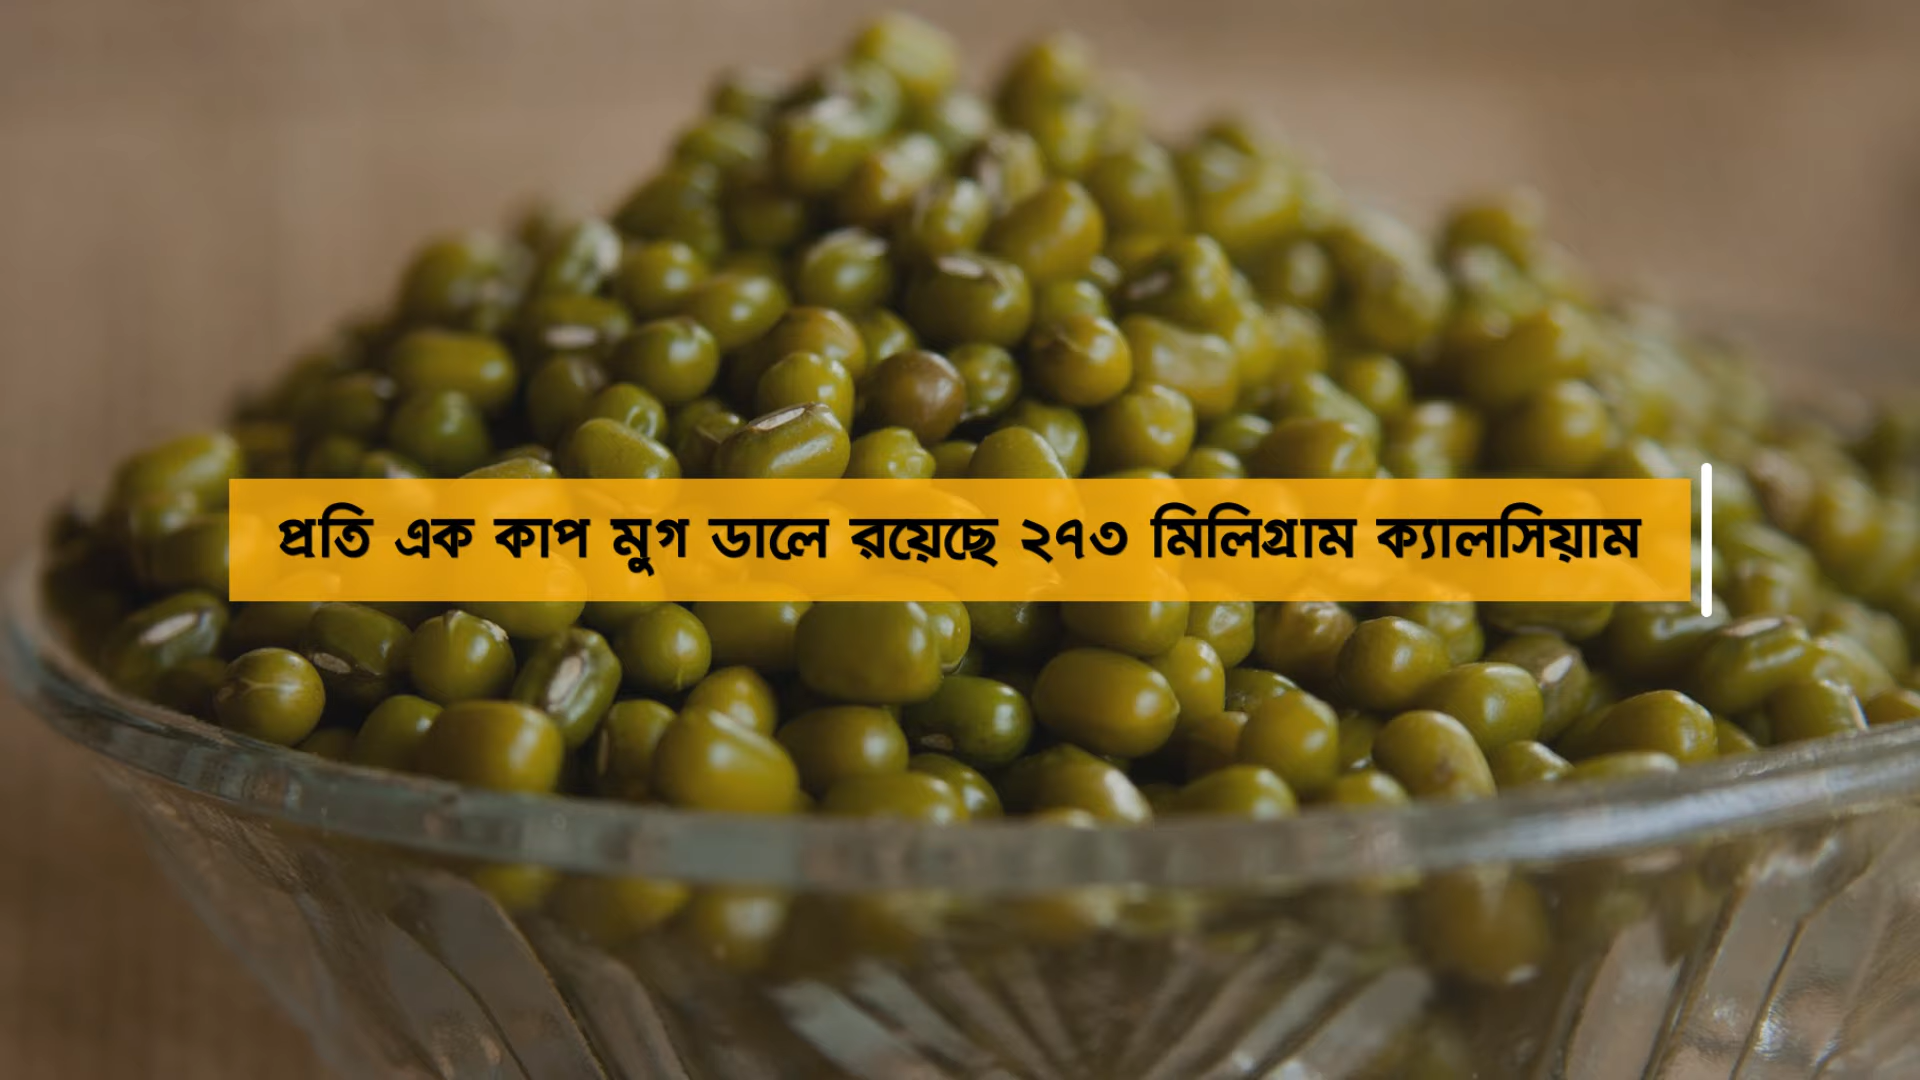 প্রতি এক কাপ মুগ ডালে রয়েছে ২৭৩ মিলিগ্রাম ক্যালসিয়াম